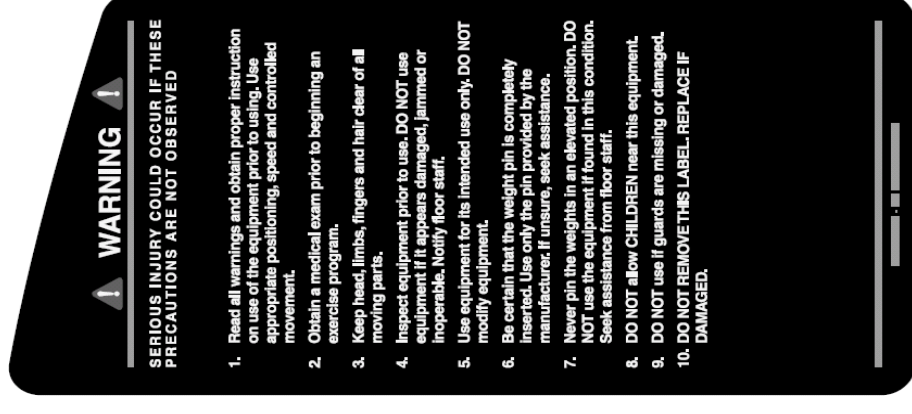 WARNING
SERIOUS INJURY COULD OCCUR IF THESE
PRECAUTIONS ARE NOT OBSERVED
1. Read all warnings and obtain proper instruction
on use of the equipment prior to using. Use
appropriate positioning, speed and controlled
movement.
2. Obtain a medical exam prior to beginning an
exercise program.
3. Keep head, limbs, fingers and hair clear of all
moving parts.
4. Inspect equipment prior to use. DO NOT use
equipment if it appears damaged, jammed or
inoperable. Notify floor staff.
5. Use equipment for its intended use only. DO NOT
modify equipment.
6. Be certain that the weight pin is completely
inserted. Use only the pin provided by the
manufacturer. If unsure, seek assistance.
7. Never pin the weights in an elevated position. DO
NOT use the equipment if found in this condition.
Seek assistance from floor staff.
8. DO NOT allow CHILDREN near this equipment.
9. DO NOT use if guards are missing or damaged.
10. DO NOT REMOVE THIS LABEL. REPLACE IF
DAMAGED.